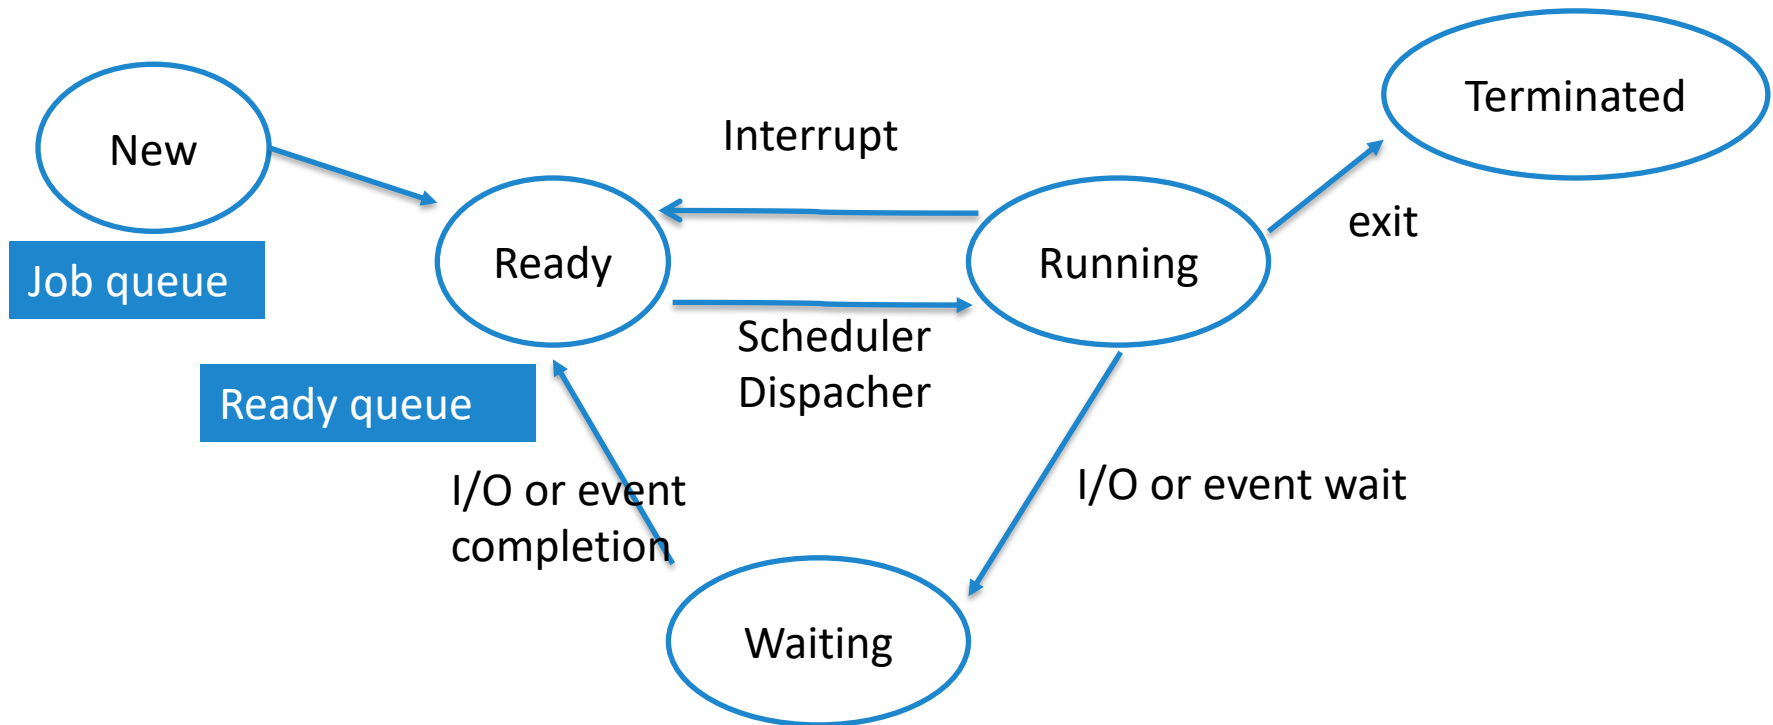 Terminated
New
Interrupt
exit
Ready
Running
Job queue
Scheduler
Dispacher
Ready queue
I/O or event
completion
I/O or event wait
Waiting